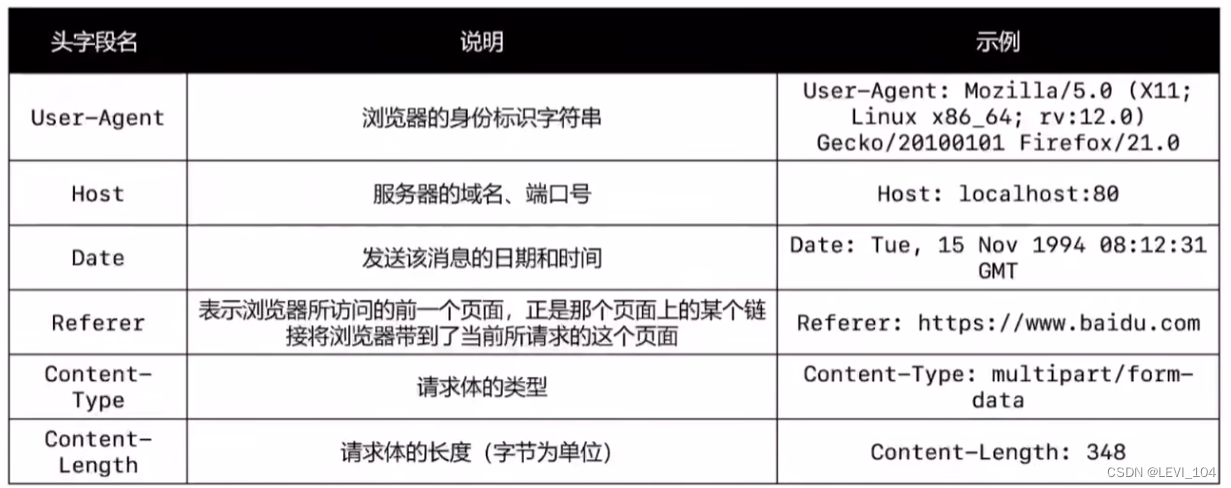 头字段名 说明 示例
User-Agent 浏览器的身份标识字符串 User-Agent: Mozilla/5.0 (X11;
Linux x86_64; rv:12.0)
Gecko/20100101 Firefox/21.0
Host 服务器的域名、端口号 Host: localhost:80
Date 发送该消息的日期和时间 Date: Tue, 15 Nov 1994 08:12:31
GMT
Referer 表示浏览器所访问的前一个页面，正是那个页面上的某个链
接将浏览器带到了当前所请求的这个页面 Referer: https://www.baidu.com
Content-
Type 请求体的类型 Content-Type: multipart/form-
data
Content-
Length 请求体的长度（字节为单位） Content-Length: 348
CSDN @LEVI_104